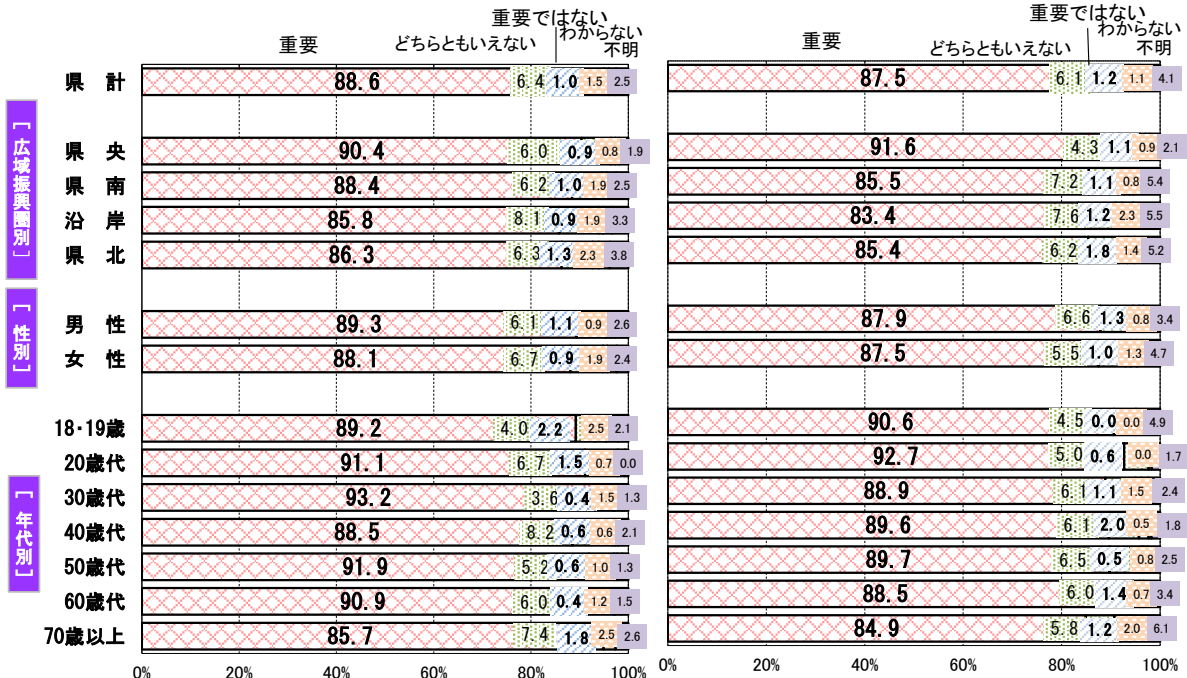 重要 どちらともいえない 重要ではない わからない 不明
重要 どちらともいえない 重要ではない わからない 不明
県 計 88.6 6.4 1.0 1.5 2.5 87.5 6.1 1.2 1.1 4.1
[広域振興圏別]
県 央 90.4 6.0 0.9 0.8 1.9 91.6 4.3 1.1 0.9 2.1
県 南 88.4 6.2 1.0 1.9 2.5 85.5 7.2 1.1 0.8 5.4
沿 岸 85.8 8.1 0.9 1.9 3.3 83.4 7.6 1.2 2.3 5.5
県 北 86.3 6.3 1.3 2.3 3.8 85.4 6.2 1.8 1.4 5.2
[性別]
男 性 89.3 6.1 1.1 0.9 2.6 87.9 6.6 1.3 0.8 3.4
女 性 88.1 6.7 0.9 1.9 2.4 87.5 5.5 1.0 1.3 4.7
[年代別]
18・19歳 89.2 4.0 2.2 2.5 2.1 90.6 4.5 0.0 0.0 4.9
20歳代 91.1 6.7 1.5 0.7 0.0 92.7 5.0 0.6 0.0 1.7
30歳代 93.2 3.6 0.4 1.5 1.3 88.9 6.1 1.1 1.5 2.4
40歳代 88.5 8.2 0.6 0.6 2.1 89.6 6.1 2.0 0.5 1.8
50歳代 91.9 5.2 0.6 1.0 1.3 89.7 6.5 0.5 0.8 2.5
60歳代 90.9 6.0 0.4 1.2 1.5 88.5 6.0 1.4 0.7 3.4
70歳以上 85.7 7.4 1.8 2.5 2.6 84.9 5.8 1.2 2.0 6.1
0% 20% 40% 60% 80% 100% 0% 20% 40% 60% 80% 100%